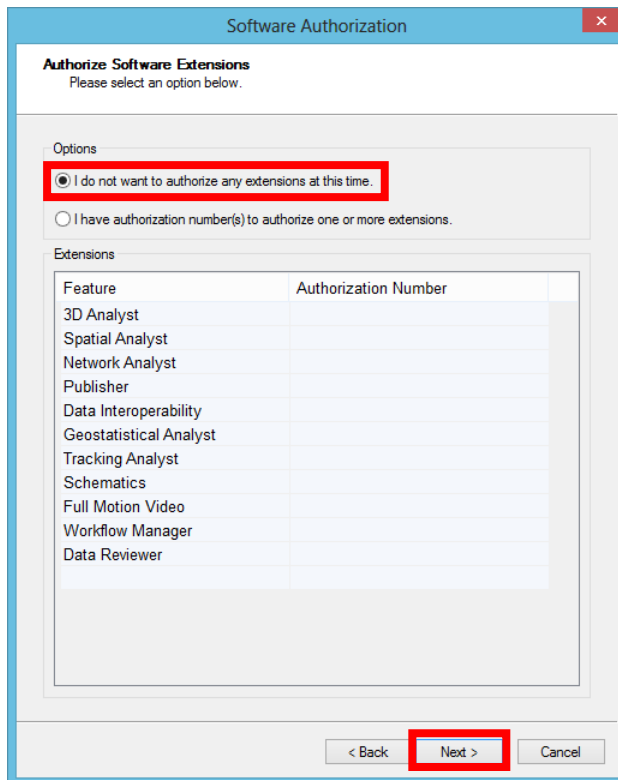 Software Authorization
×
Authorize Software Extensions
Please select an option below.
Options
I do not want to authorize any extensions at this time.
I have authorization number(s) to authorize one or more extensions.
Extensions
Feature Authorization Number
3D Analyst
Spatial Analyst
Network Analyst
Publisher
Data Interoperability
Geostatistical Analyst
Tracking Analyst
Schematics
Full Motion Video
Workflow Manager
Data Reviewer
< Back Next > Cancel